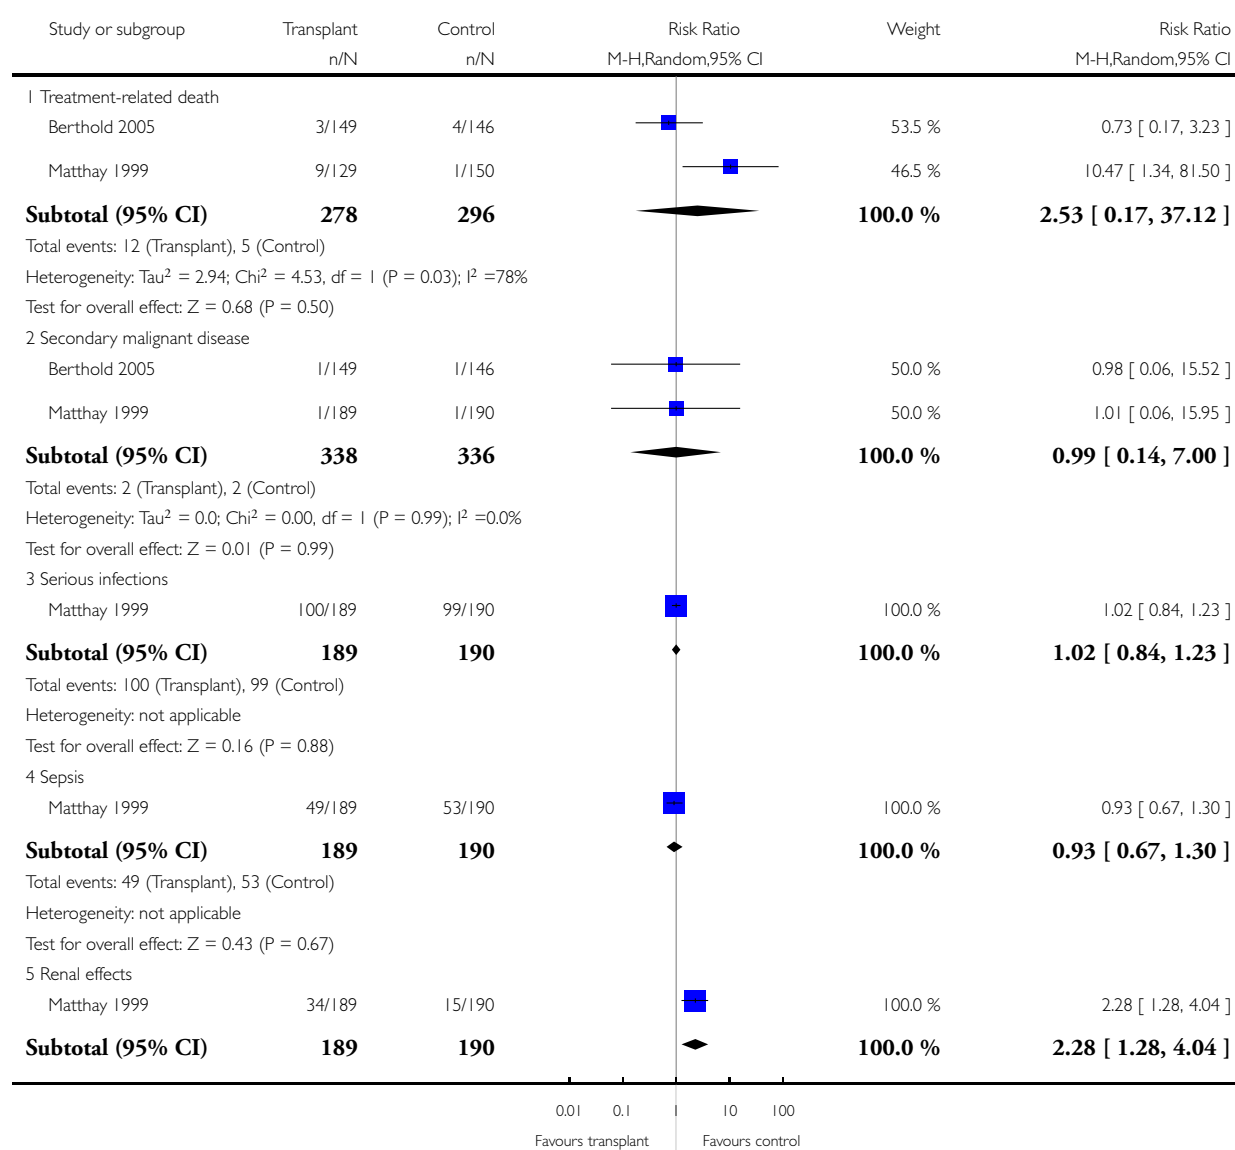 Study or subgroup Transplant Control Risk Ratio Weight Risk Ratio
n/N n/N M-H,Random,95% CI M-H,Random,95% CI
1 Treatment-related death
Berthold 2005 3/149 4/146 53.5 % 0.73 [ 0.17, 3.23 ]
Matthay 1999 9/129 1/150 46.5 % 10.47 [ 1.34, 81.50 ]
Subtotal (95% CI) 278 296 100.0 % 2.53 [ 0.17, 37.12 ]
Total events: 12 (Transplant), 5 (Control)
Heterogeneity: Tau² = 2.94; Chi² = 4.53, df = 1 (P = 0.03); I² =78%
Test for overall effect: Z = 0.68 (P = 0.50)
2 Secondary malignant disease
Berthold 2005 1/149 1/146 50.0 % 0.98 [ 0.06, 15.52 ]
Matthay 1999 1/189 1/190 50.0 % 1.01 [ 0.06, 15.95 ]
Subtotal (95% CI) 338 336 100.0 % 0.99 [ 0.14, 7.00 ]
Total events: 2 (Transplant), 2 (Control)
Heterogeneity: Tau² = 0.0; Chi² = 0.00, df = 1 (P = 0.99); I² =0.0%
Test for overall effect: Z = 0.01 (P = 0.99)
3 Serious infections
Matthay 1999 100/189 99/190 100.0 % 1.02 [ 0.84, 1.23 ]
Subtotal (95% CI) 189 190 100.0 % 1.02 [ 0.84, 1.23 ]
Total events: 100 (Transplant), 99 (Control)
Heterogeneity: not applicable
Test for overall effect: Z = 0.16 (P = 0.88)
4 Sepsis
Matthay 1999 49/189 53/190 100.0 % 0.93 [ 0.67, 1.30 ]
Subtotal (95% CI) 189 190 100.0 % 0.93 [ 0.67, 1.30 ]
Total events: 49 (Transplant), 53 (Control)
Heterogeneity: not applicable
Test for overall effect: Z = 0.43 (P = 0.67)
5 Renal effects
Matthay 1999 34/189 15/190 100.0 % 2.28 [ 1.28, 4.04 ]
Subtotal (95% CI) 189 190 100.0 % 2.28 [ 1.28, 4.04 ]
0.01 0.1 1 10 100
Favours transplant Favours control